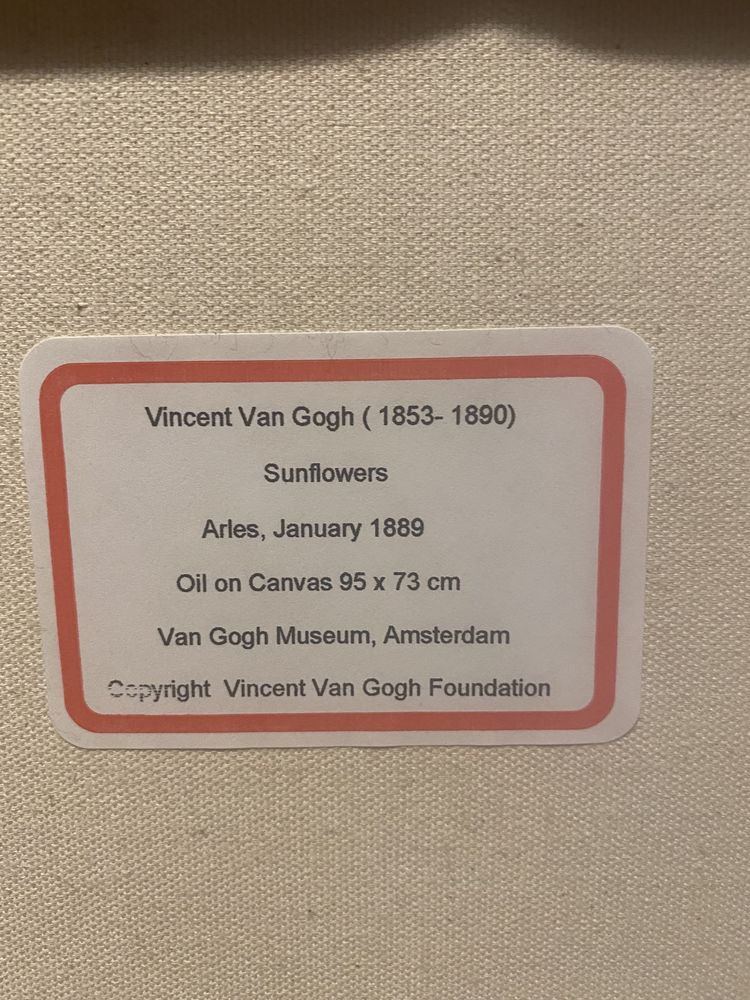 Vincent Van Gogh ( 1853- 1890)
Sunflowers
Arles, January 1889
Oil on Canvas 95 x 73 cm
Van Gogh Museum, Amsterdam
Copyright Vincent Van Gogh Foundation